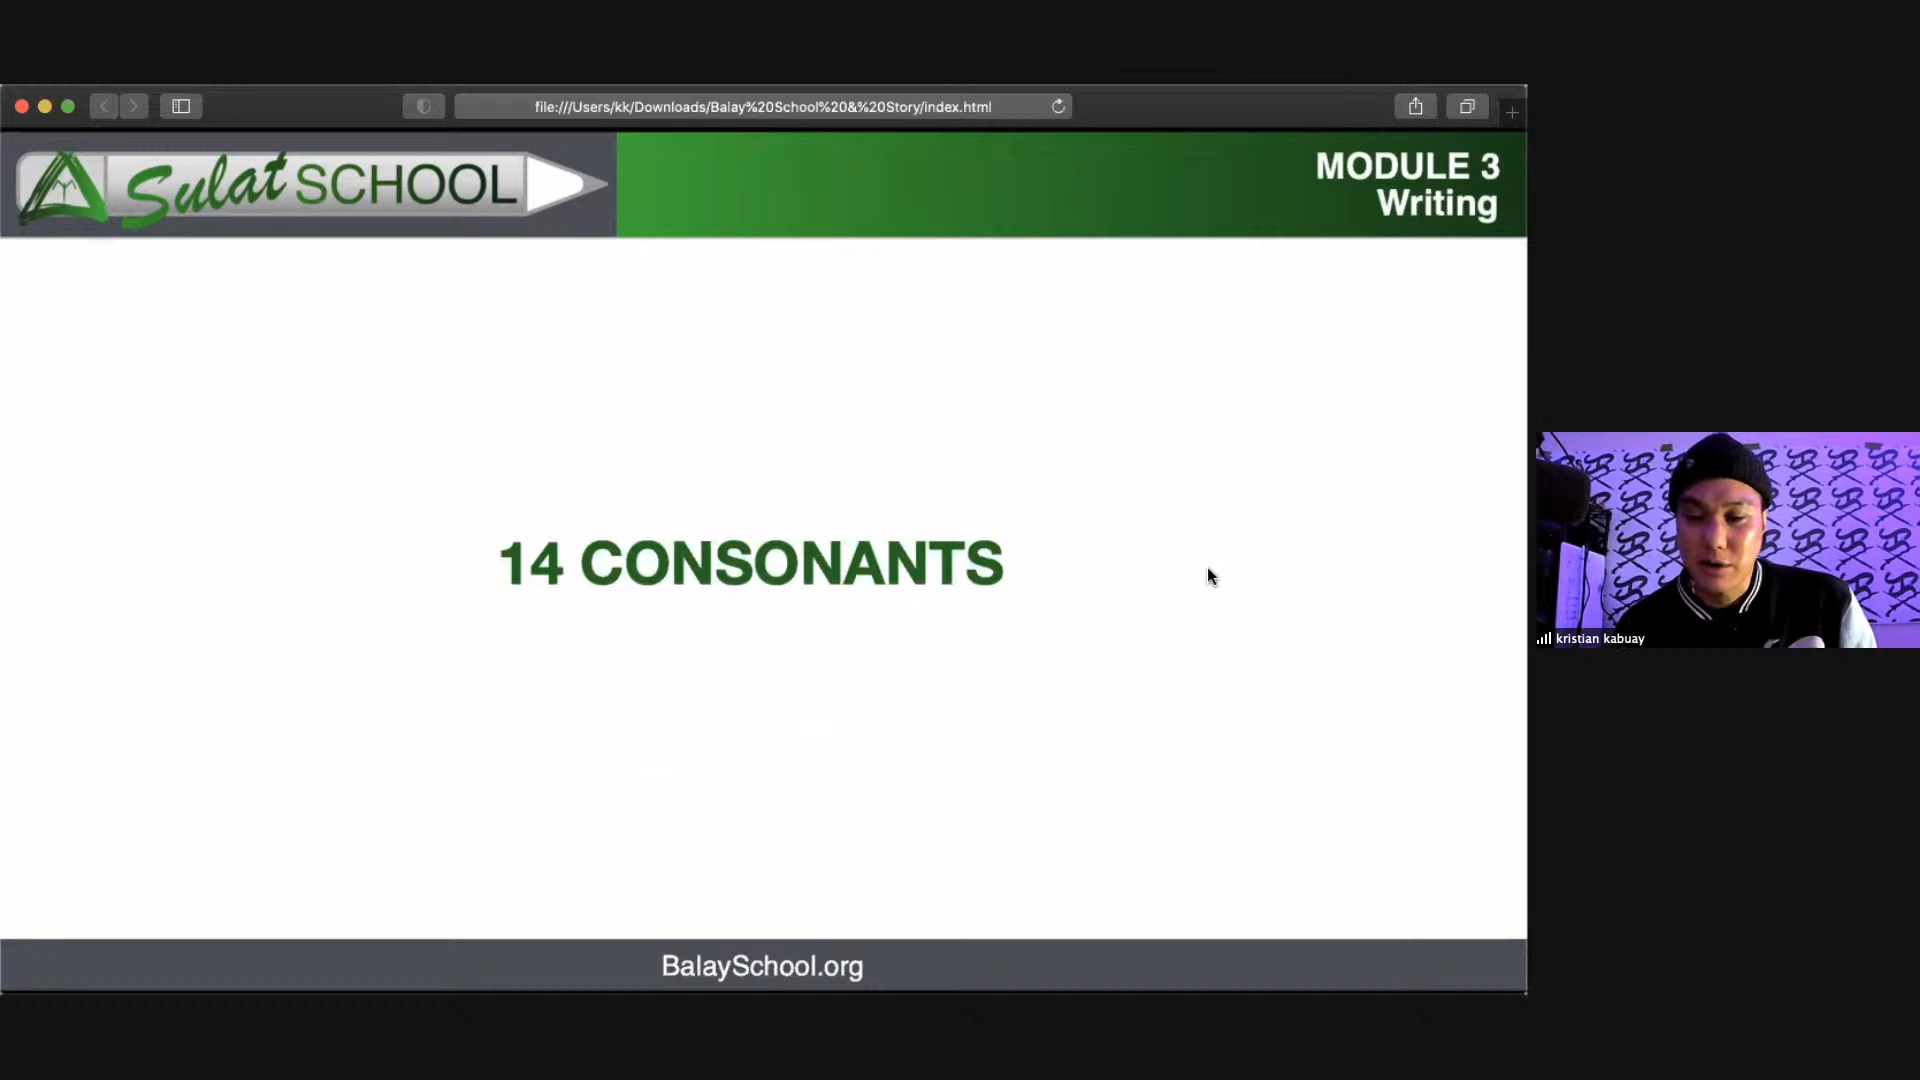 file:///Users/kk/Downloads/Balay%20School%20&%20Story/index.html
Sulat SCHOOL
MODULE 3
Writing
14 CONSONANTS
kristian kabuay
BalaySchool.org